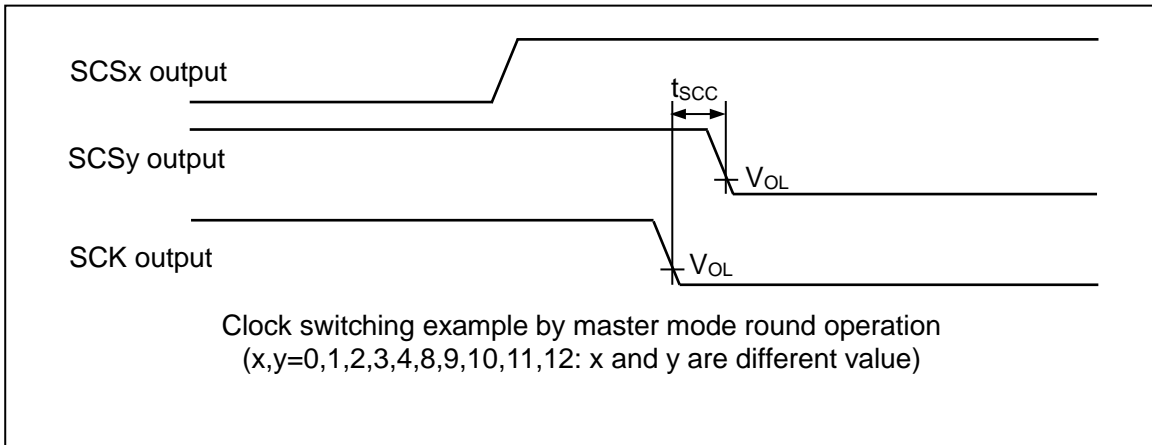 SCSx output
tSCC
SCSy output
VOL
SCK output
VOL
Clock switching example by master mode round operation
(x,y=0,1,2,3,4,8,9,10,11,12: x and y are different value)